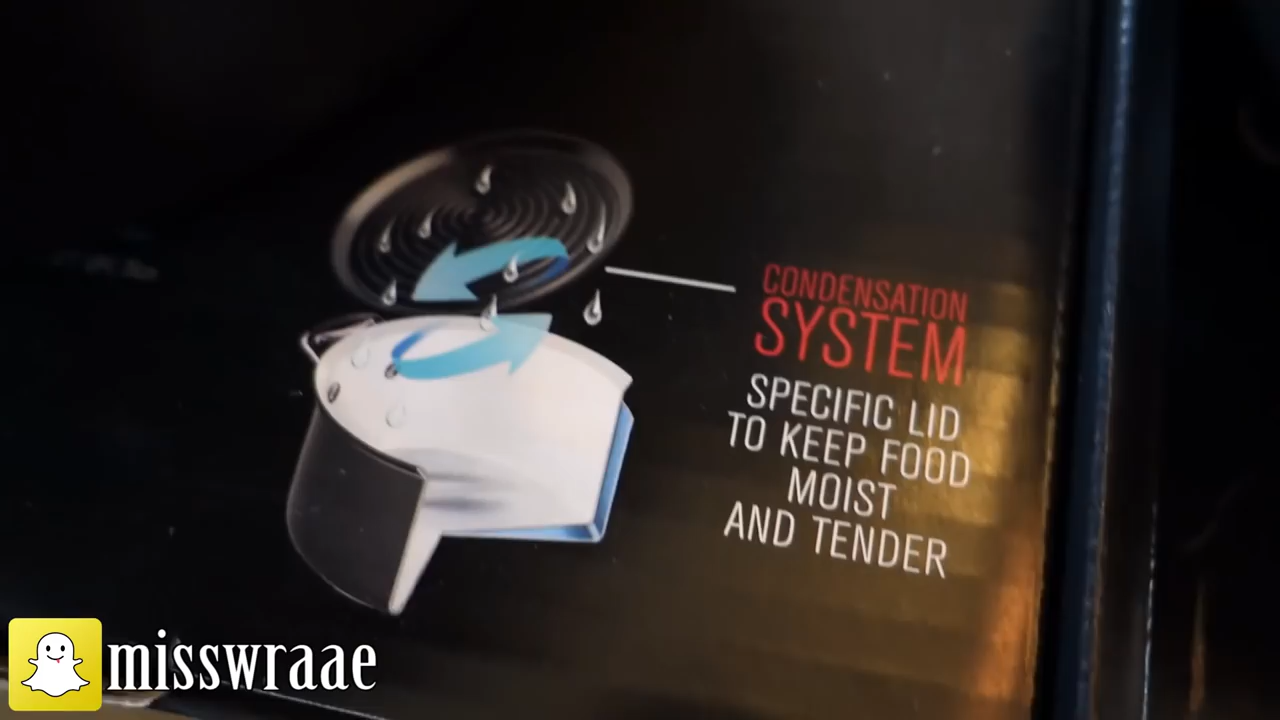 CONDENSATION
SYSTEM
SPECIFIC LID
TO KEEP FOOD
MOIST
AND TENDER
misswraae